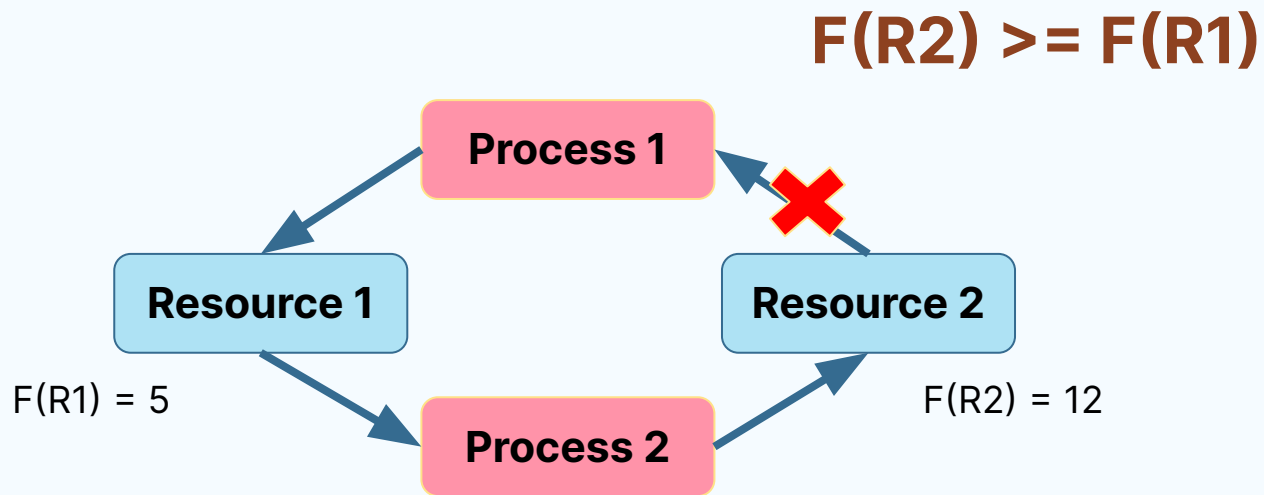 F(R2) >= F(R1)
Process 1
Resource 1
Resource 2
F(R1) = 5
F(R2) = 12
Process 2